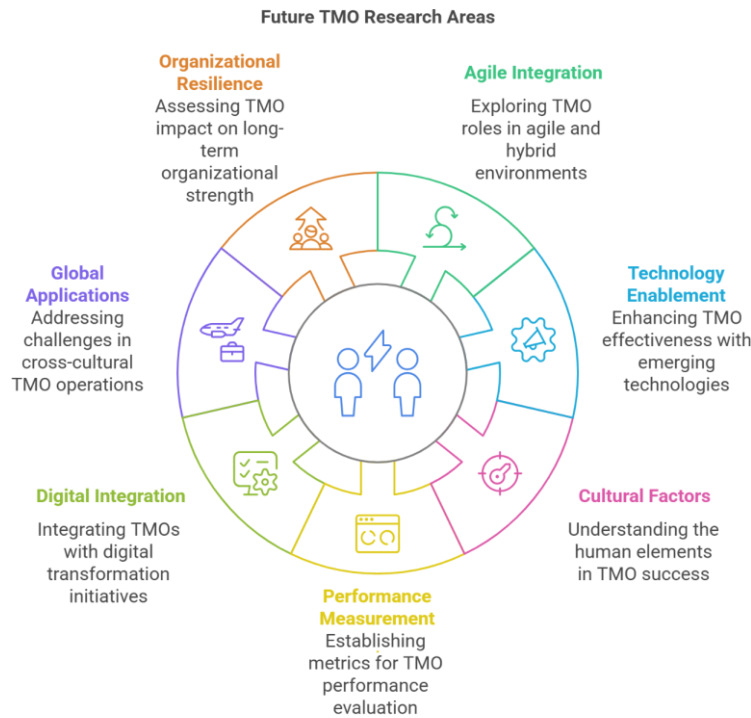 Future TMO Research Areas
Organizational
Resilience
Assessing TMO
impact on long-
term
organizational
strength
Agile Integration
Exploring TMO
roles in agile and
hybrid
environments
Global
Applications
Addressing
challenges in
cross-cultural
TMO operations
Technology
Enablement
Enhancing TMO
effectiveness with
emerging
technologies
Digital Integration
Integrating TMOs
with digital
transformation
initiatives
Cultural Factors
Understanding the
human elements
in TMO success
Performance
Measurement
Establishing
metrics for TMO
performance
evaluation